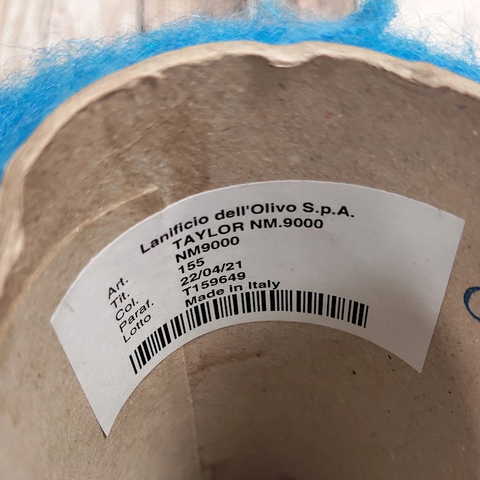 Lanificio dell'Olivo S.p.A.
Art. TAYLOR NM.9000
Tit. NM9000
Col. 155
Paraf. 22/04/21
Lotto T159649
Made in Italy